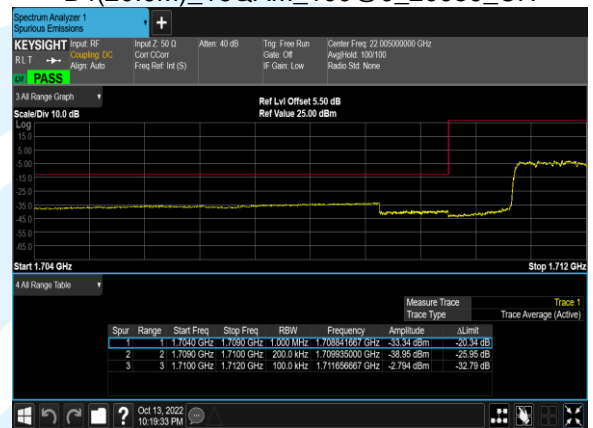 Spectrum Analyzer 1
Spurious Emissions
KEYSIGHT Input: RF Input Z: 50 Ω Atten: 40 dB Trig: Free Run Center Freq: 22.005000000 GHz
RLT Coupling: DC Corr CCorr Gate: Off Avg|Hold: 100/100
Align: Auto Freq Ref: Int (S) IF Gain: Low Radio Std: None
PASS
3 All Range Graph
Ref Lvl Offset 5.50 dB
Scale/Div 10.0 dB Ref Value 25.00 dBm
Log
15.0
5.00
-5.00
-15.0
-25.0
-35.0
-45.0
-55.0
-65.0
Start 1.704 GHz Stop 1.712 GHz
4 All Range Table
Measure Trace Trace 1
Trace Type Trace Average (Active)
Spur Range Start Freq Stop Freq RBW Frequency Amplitude ΔLimit
1 1 1.7040 GHz 1.7090 GHz 1.000 MHz 1.708841667 GHz -33.34 dBm -20.34 dB
2 2 1.7090 GHz 1.7100 GHz 200.0 kHz 1.709935000 GHz -38.95 dBm -25.95 dB
3 3 1.7100 GHz 1.7120 GHz 100.0 kHz 1.711656667 GHz -2.794 dBm -32.79 dB
Oct 13, 2022
10:19:33 PM